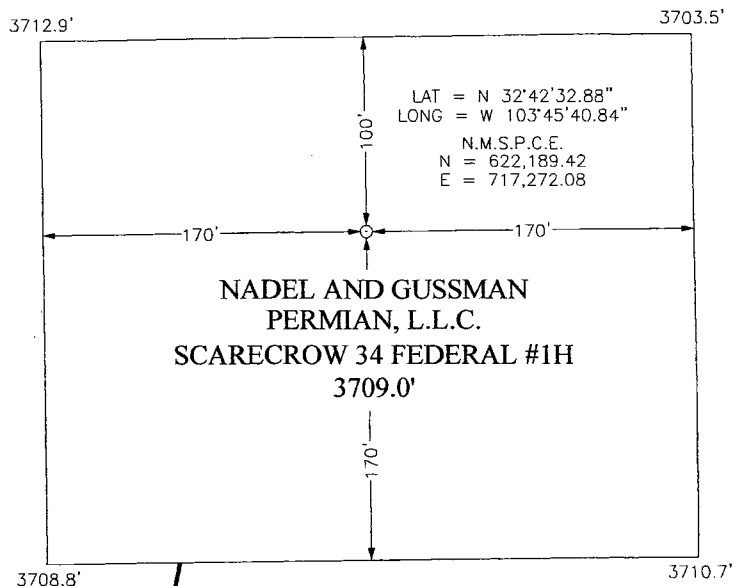 3712.9'
3703.5'
LAT = N 32°42'32.88"
LONG = W 103°45'40.84"
N.M.S.P.C.E.
N = 622,189.42
E = 717,272.08
100'
170'
170'
NADEL AND GUSSMAN
PERMIAN, L.L.C.
SCARECROW 34 FEDERAL #1H
3709.0'
170'
3708.8'
3710.7'